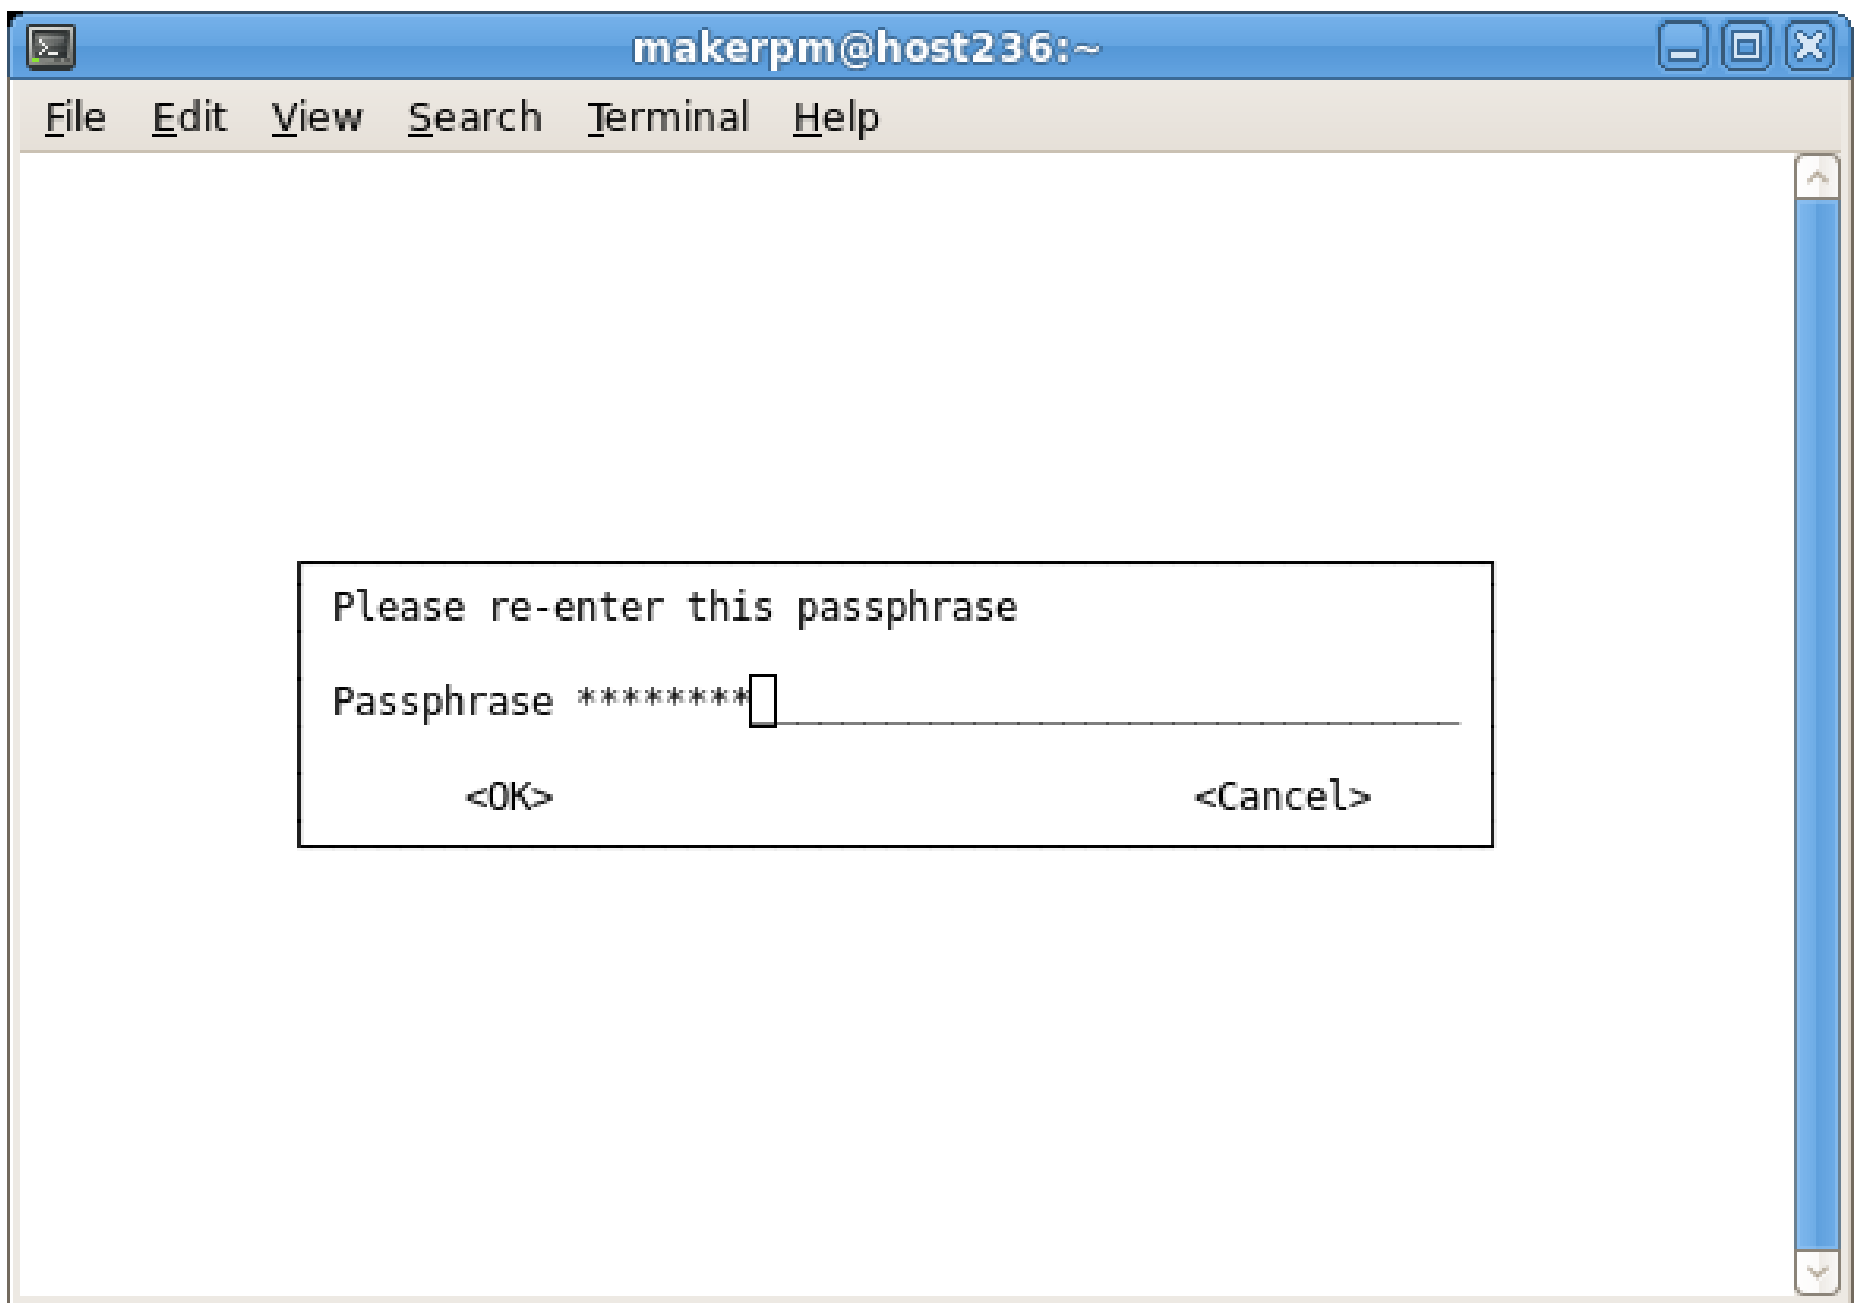 makerpm@host236:~
File Edit View Search Terminal Help
Please re-enter this passphrase
Passphrase ********
<OK> <Cancel>